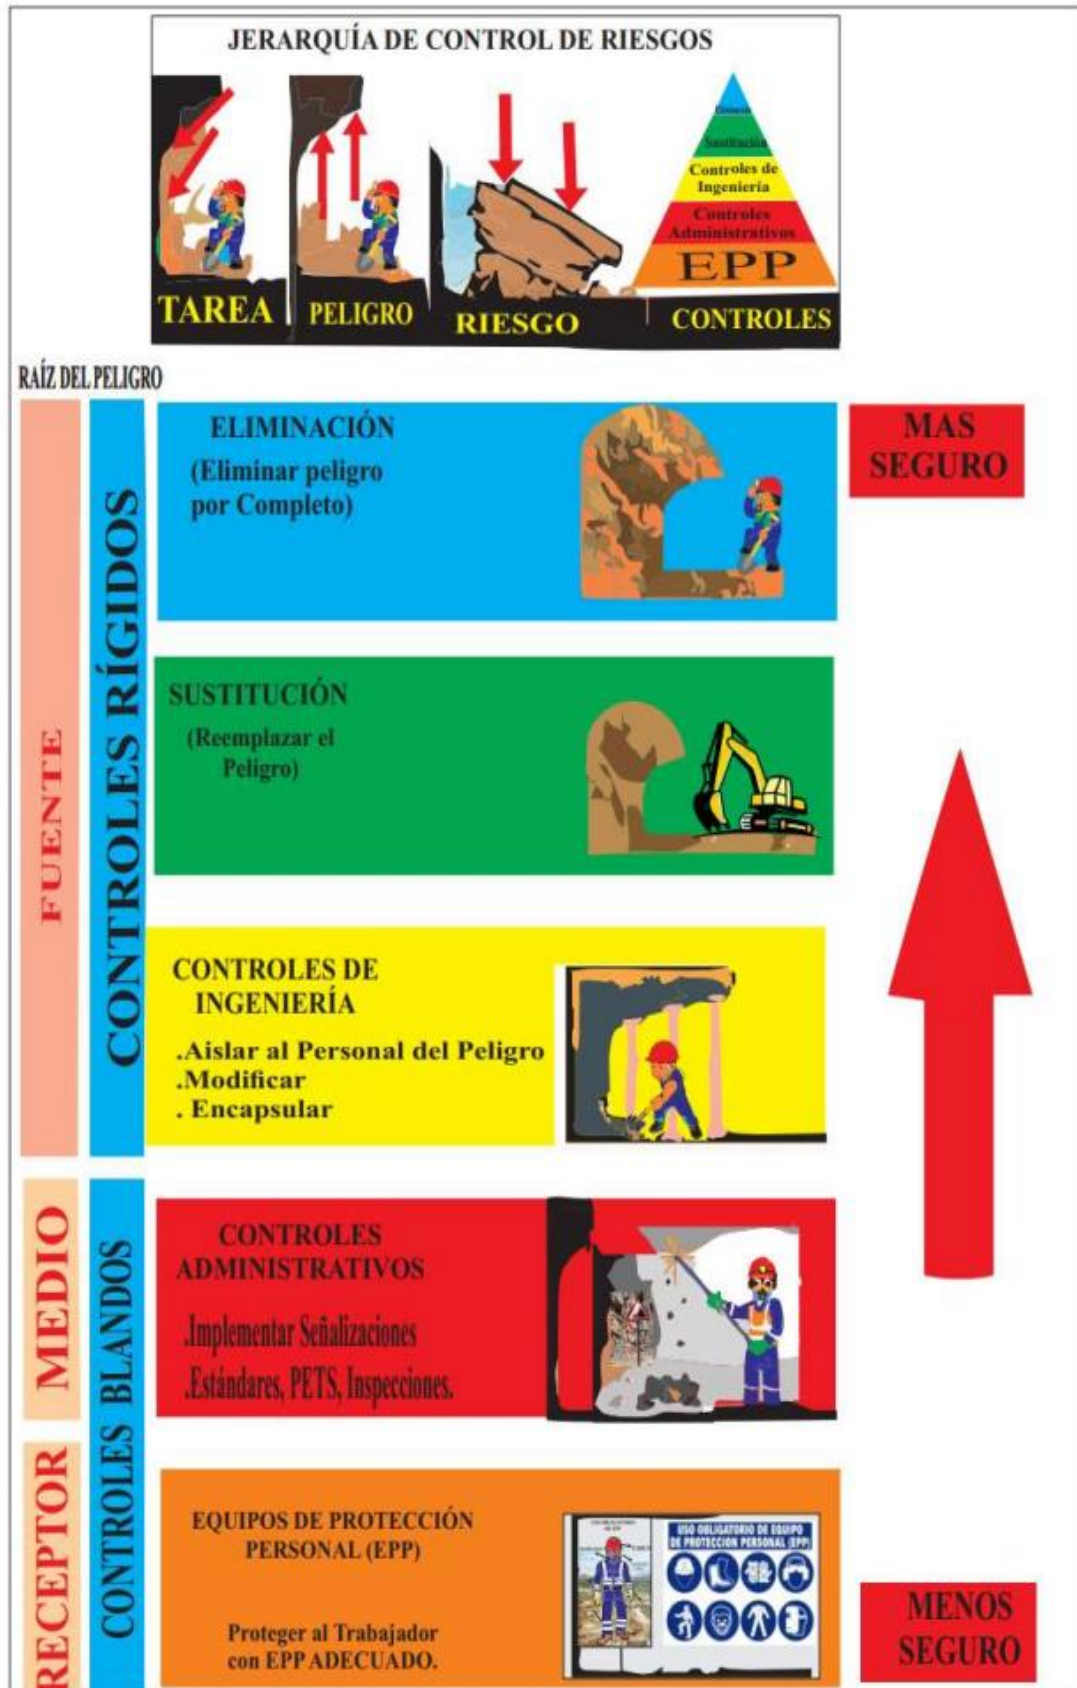 JERARQUÍA DE CONTROL DE RIESGOS
Sustitución
Controles de
Ingeniería
Controles
Administrativos
EPP
TAREA
PELIGRO
RIESGO
CONTROLES
RAÍZ DEL PELIGRO
FUENTE
CONTROLES RÍGIDOS
ELIMINACIÓN
(Eliminar peligro
por Completo)
MAS
SEGURO
SUSTITUCIÓN
(Reemplazar el
Peligro)
CONTROLES DE
INGENIERÍA
.Aislar al Personal del Peligro
.Modificar
. Encapsular
MEDIO
CONTROLES BLANDOS
CONTROLES
ADMINISTRATIVOS
.Implementar Señalizaciones
.Estándares, PETS, Inspecciones.
RECEPTOR
EQUIPOS DE PROTECCIÓN
PERSONAL (EPP)
Proteger al Trabajador
con EPP ADECUADO.
USO OBLIGATORIO DE EQUIPO
DE PROTECCION PERSONAL (EPP)
MENOS
SEGURO